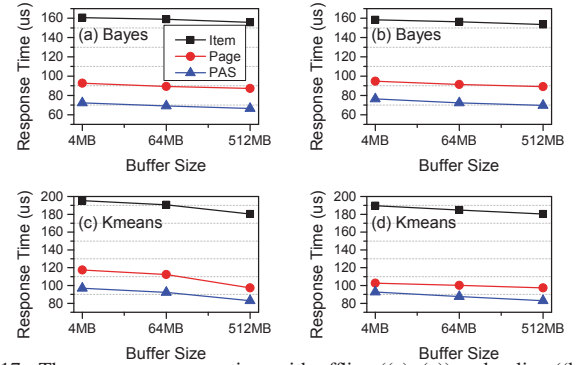 160
140
120
100
80
60
Response Time (us)
(a) Bayes
Item
Page
PAS
4MB 64MB 512MB
Buffer Size
160
140
120
100
80
60
Response Time (us)
(b) Bayes
4MB 64MB 512MB
Buffer Size
200
180
160
140
120
100
80
Response Time (us)
(c) Kmeans
4MB 64MB 512MB
Buffer Size
200
180
160
140
120
100
80
Response Time (us)
(d) Kmeans
4MB 64MB 512MB
Buffer Size